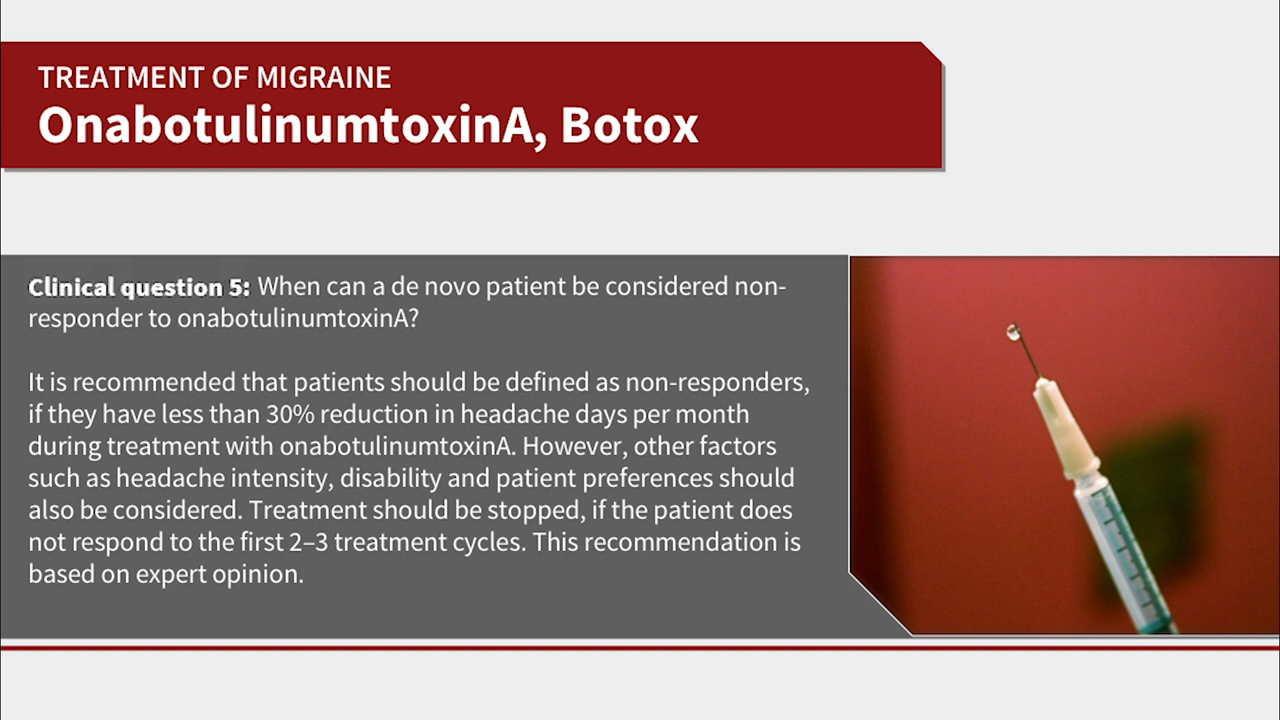 TREATMENT OF MIGRAINE
OnabotulinumtoxinA, Botox
Clinical question 5: When can a de novo patient be considered non-
responder to onabotulinumtoxinA?
It is recommended that patients should be defined as non-responders,
if they have less than 30% reduction in headache days per month
during treatment with onabotulinumtoxinA. However, other factors
such as headache intensity, disability and patient preferences should
also be considered. Treatment should be stopped, if the patient does
not respond to the first 2–3 treatment cycles. This recommendation is
based on expert opinion.